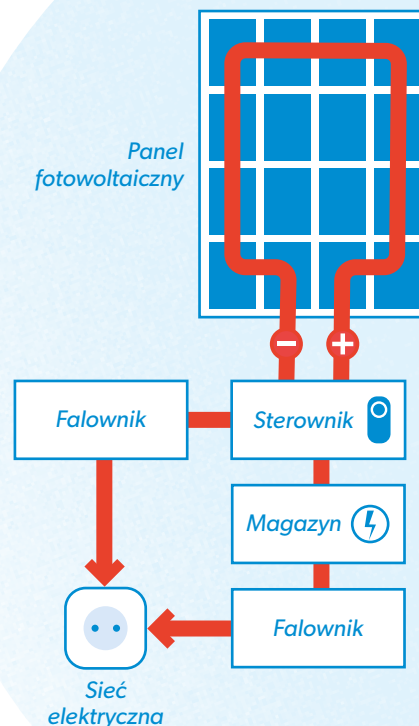 Panel
fotowoltaiczny
−
+
Falownik
Sterownik
Magazyn
Falownik
Sieć
elektryczna